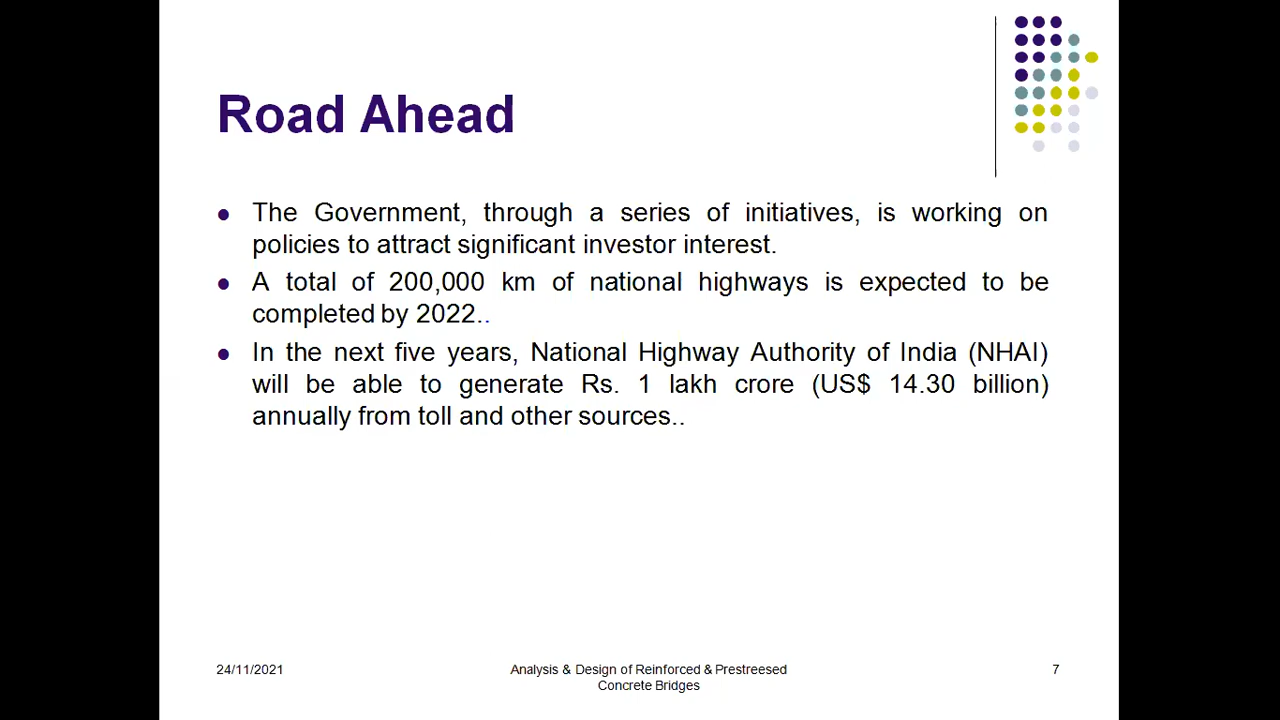 Road Ahead
The Government, through a series of initiatives, is working on
policies to attract significant investor interest.
A total of 200,000 km of national highways is expected to be
completed by 2022..
In the next five years, National Highway Authority of India (NHAI)
will be able to generate Rs. 1 lakh crore (US$ 14.30 billion)
annually from toll and other sources..
24/11/2021
Analysis & Design of Reinforced & Prestreesed
Concrete Bridges
7